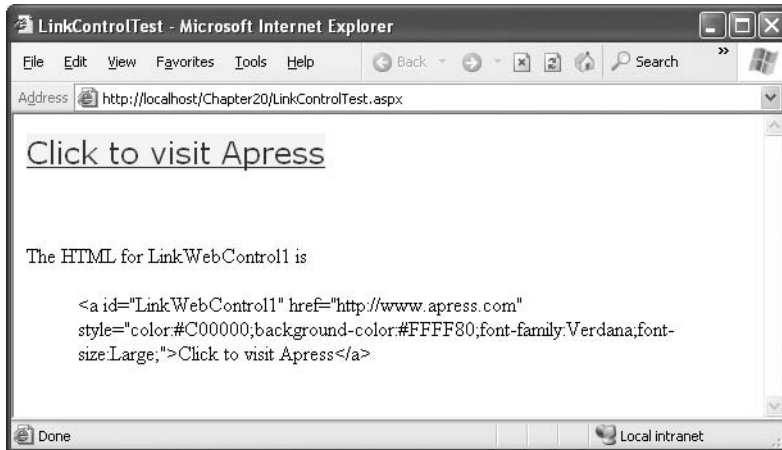 LinkControlTest - Microsoft Internet Explorer
File Edit View Favorites Tools Help Back Search »
Address http://localhost/Chapter20/LinkControlTest.aspx
Click to visit Apress
The HTML for LinkWebControl1 is
<a id="LinkWebControl1" href="http://www.apress.com"
style="color:#C00000;background-color:#FFFF80;font-family:Verdana;font-
size:Large;">Click to visit Apress</a>
Done Local intranet